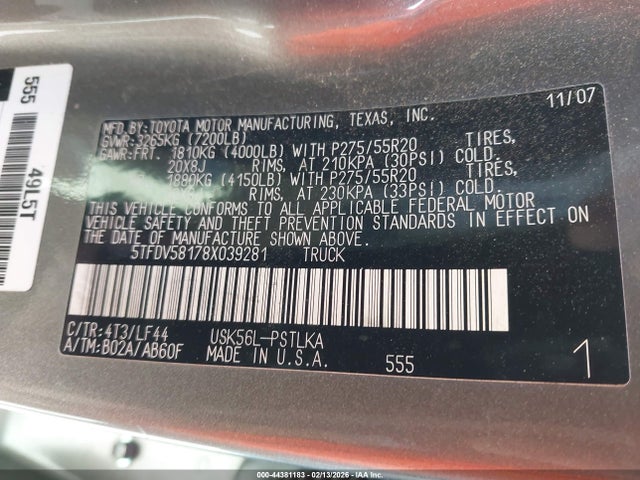 555
49L5T
11/07
MFD.BY:TOYOTA MOTOR MANUFACTURING, TEXAS, INC.
GVWR:3265KG (7200LB)
GAWR:FRT. 1810KG (4000LB) WITH P275/55R20 TIRES,
20X8J RIMS, AT 210KPA (30PSI) COLD.
1880KG (4150LB) WITH P275/55R20 TIRES,
RIMS, AT 230KPA (33PSI) COLD.
THIS VEHICLE CONFORMS TO ALL APPLICABLE FEDERAL MOTOR
VEHICLE SAFETY AND THEFT PREVENTION STANDARDS IN EFFECT ON
THE DATE OF MANUFACTURE SHOWN ABOVE.
5TFDV58178X039281 TRUCK
C/TR:4T3/LF44 USK56L-PSTLKA
A/TM:B02A/AB60F MADE IN U.S.A. 555 1
000-44381183 | 02/13/2026 - IAA, Inc.